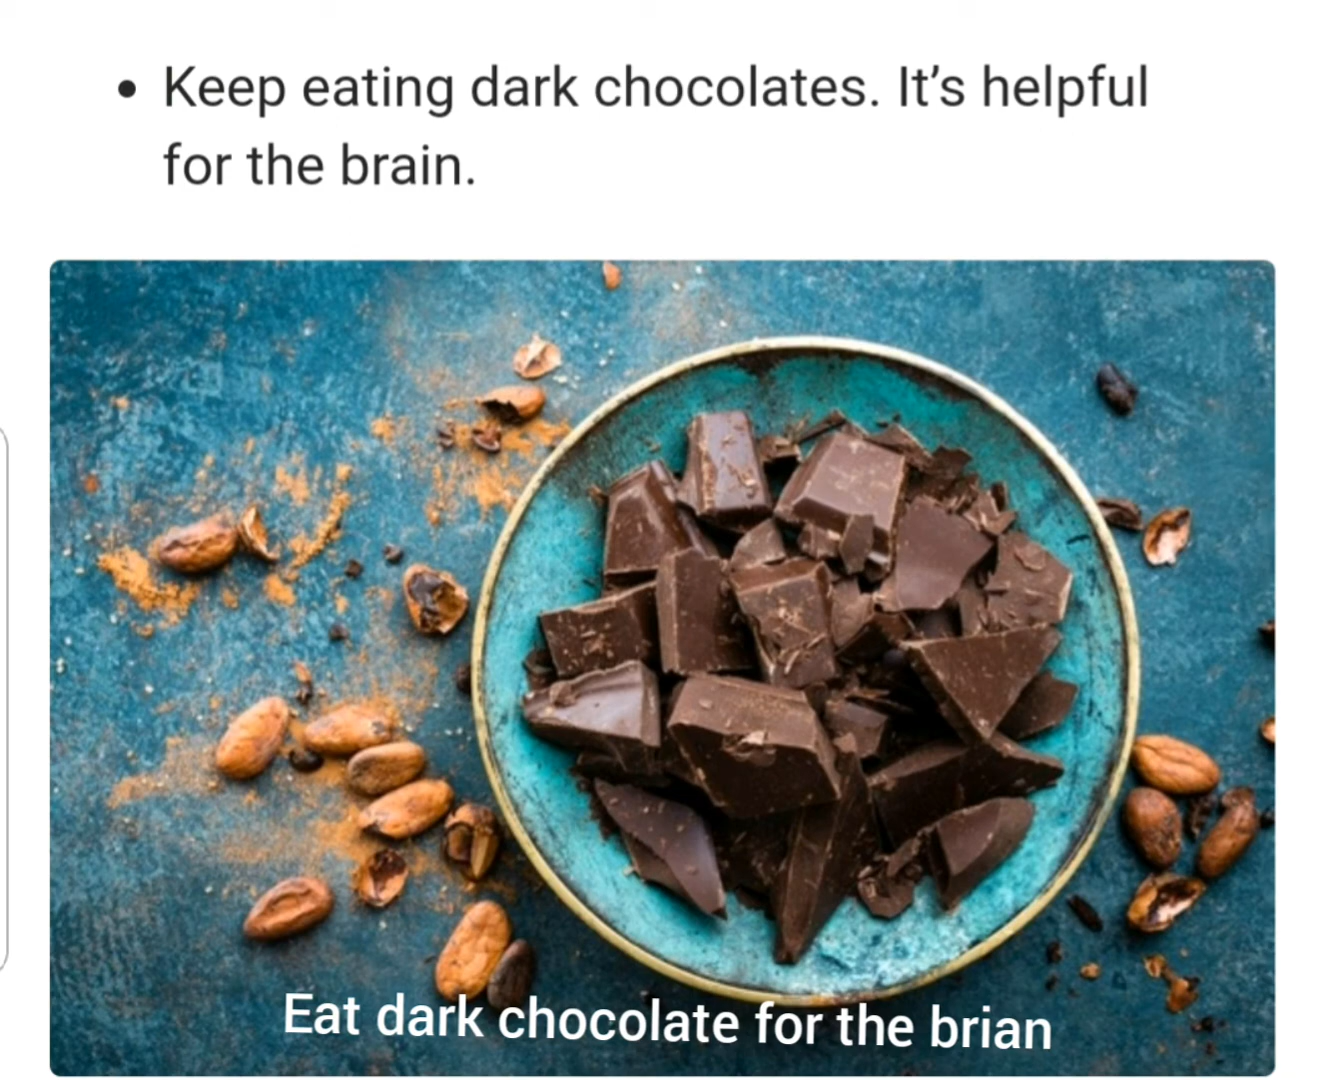 • Keep eating dark chocolates. It’s helpful
for the brain.
Eat dark chocolate for the brian